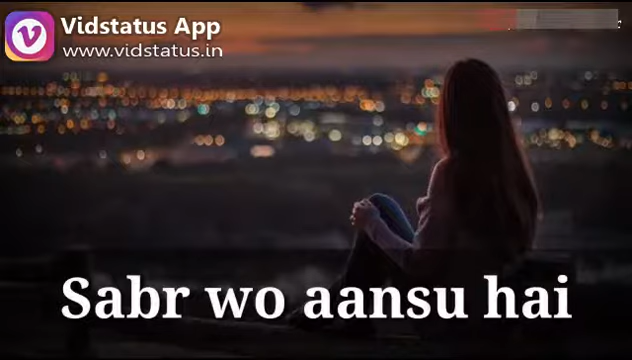 Vidstatus App
www.vidstatus.in
Sabr wo aansu hai